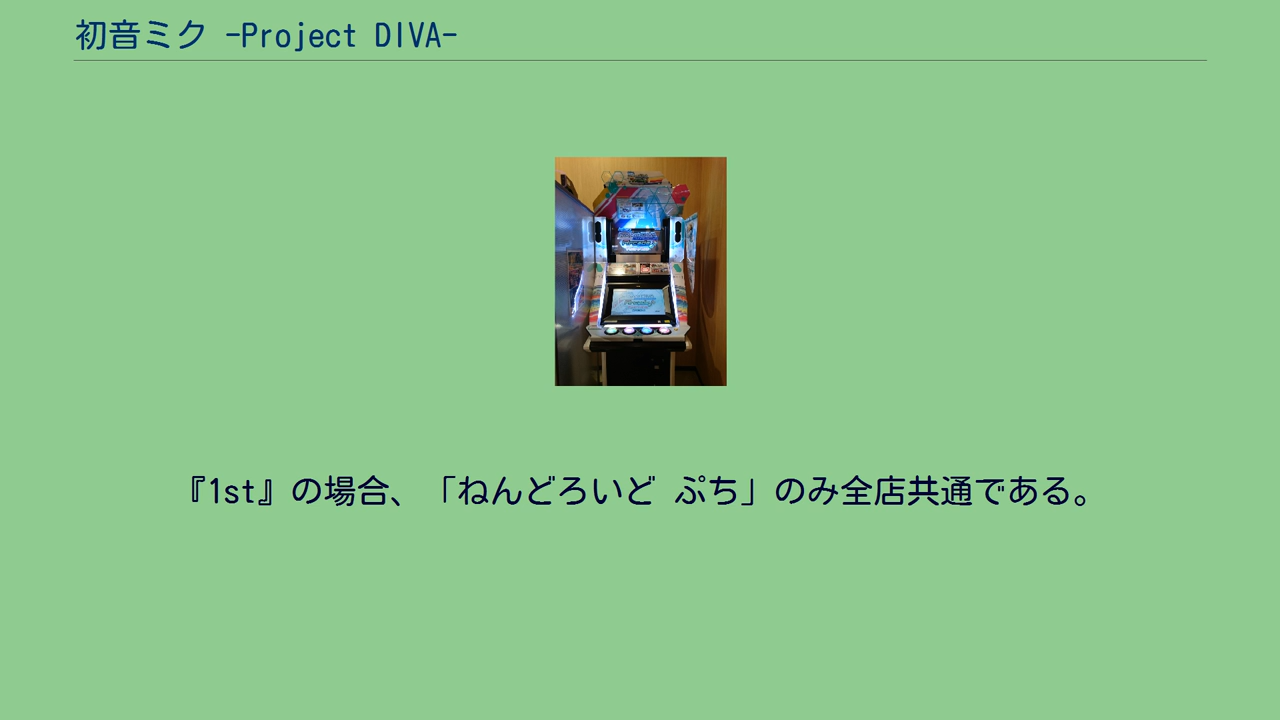 初音ミク -Project DIVA-
『1st』の場合、「ねんどろいど ぷち」のみ全店共通である。